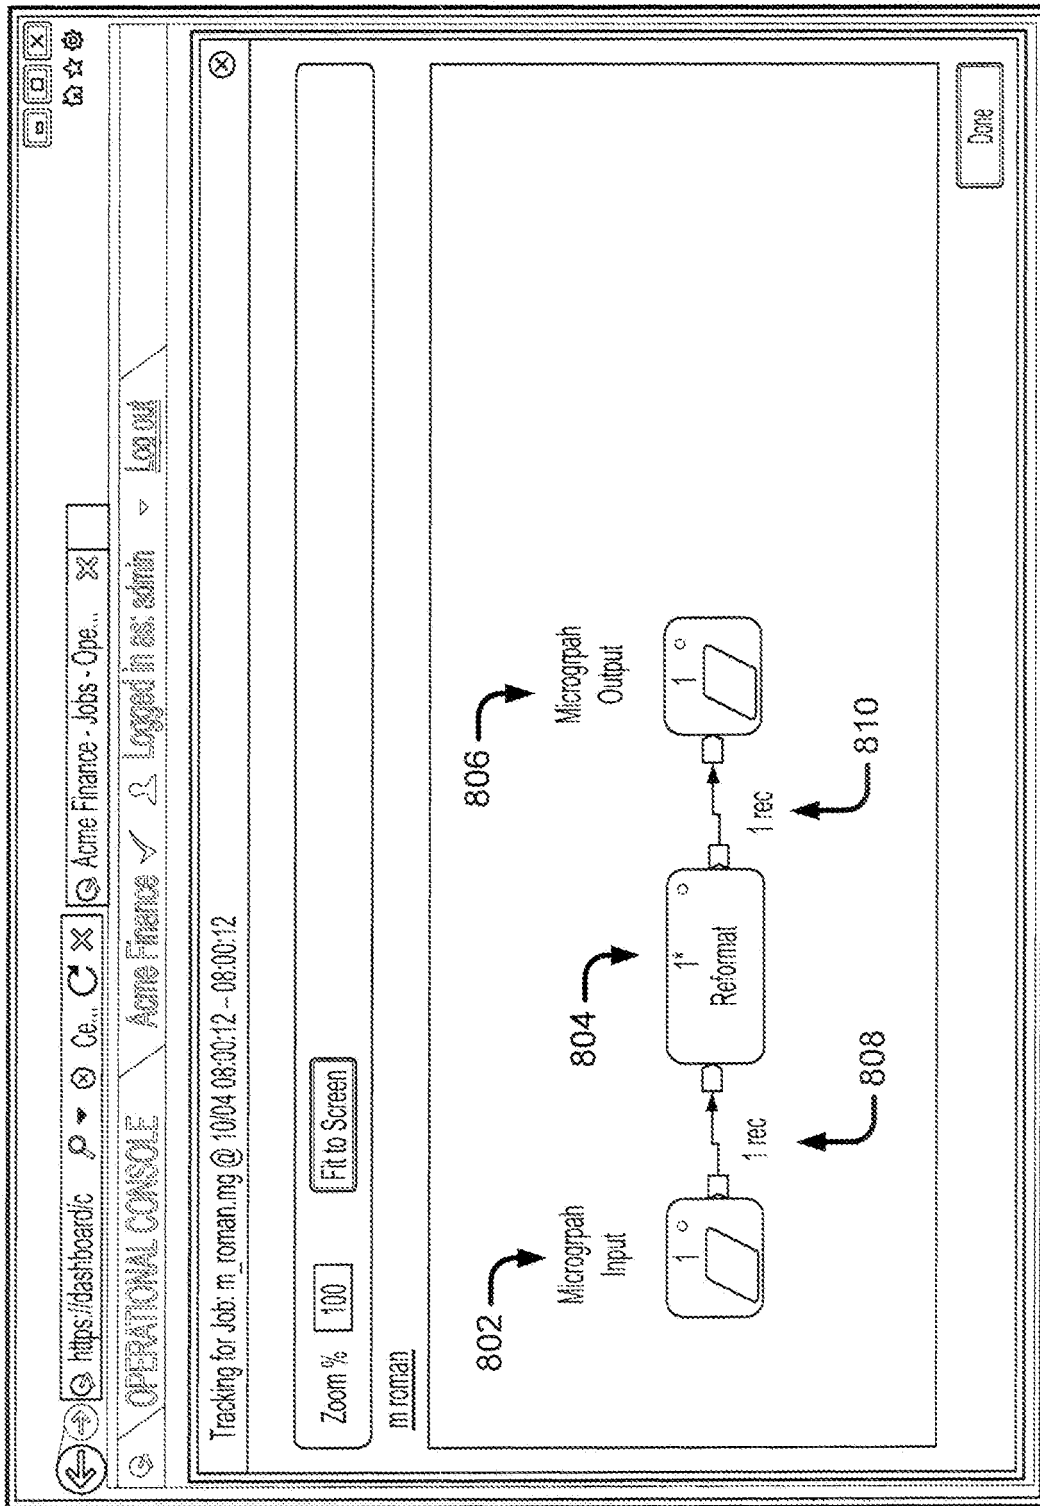 https://dashboard/c Ce... Acme Finance - Jobs - Ope...
OPERATIONAL CONSOLE Acme Finance Logged in as: admin Log out
Tracking for Job: m_roman.mg @ 10/04 08:00:12 - 08:00:12
Zoom % 100 Fit to Screen
m roman
802
806
Microgrpah
Input
Microgrpah
Output
804
1
1*
Reformat
1
1 rec
1 rec
808
810
Done